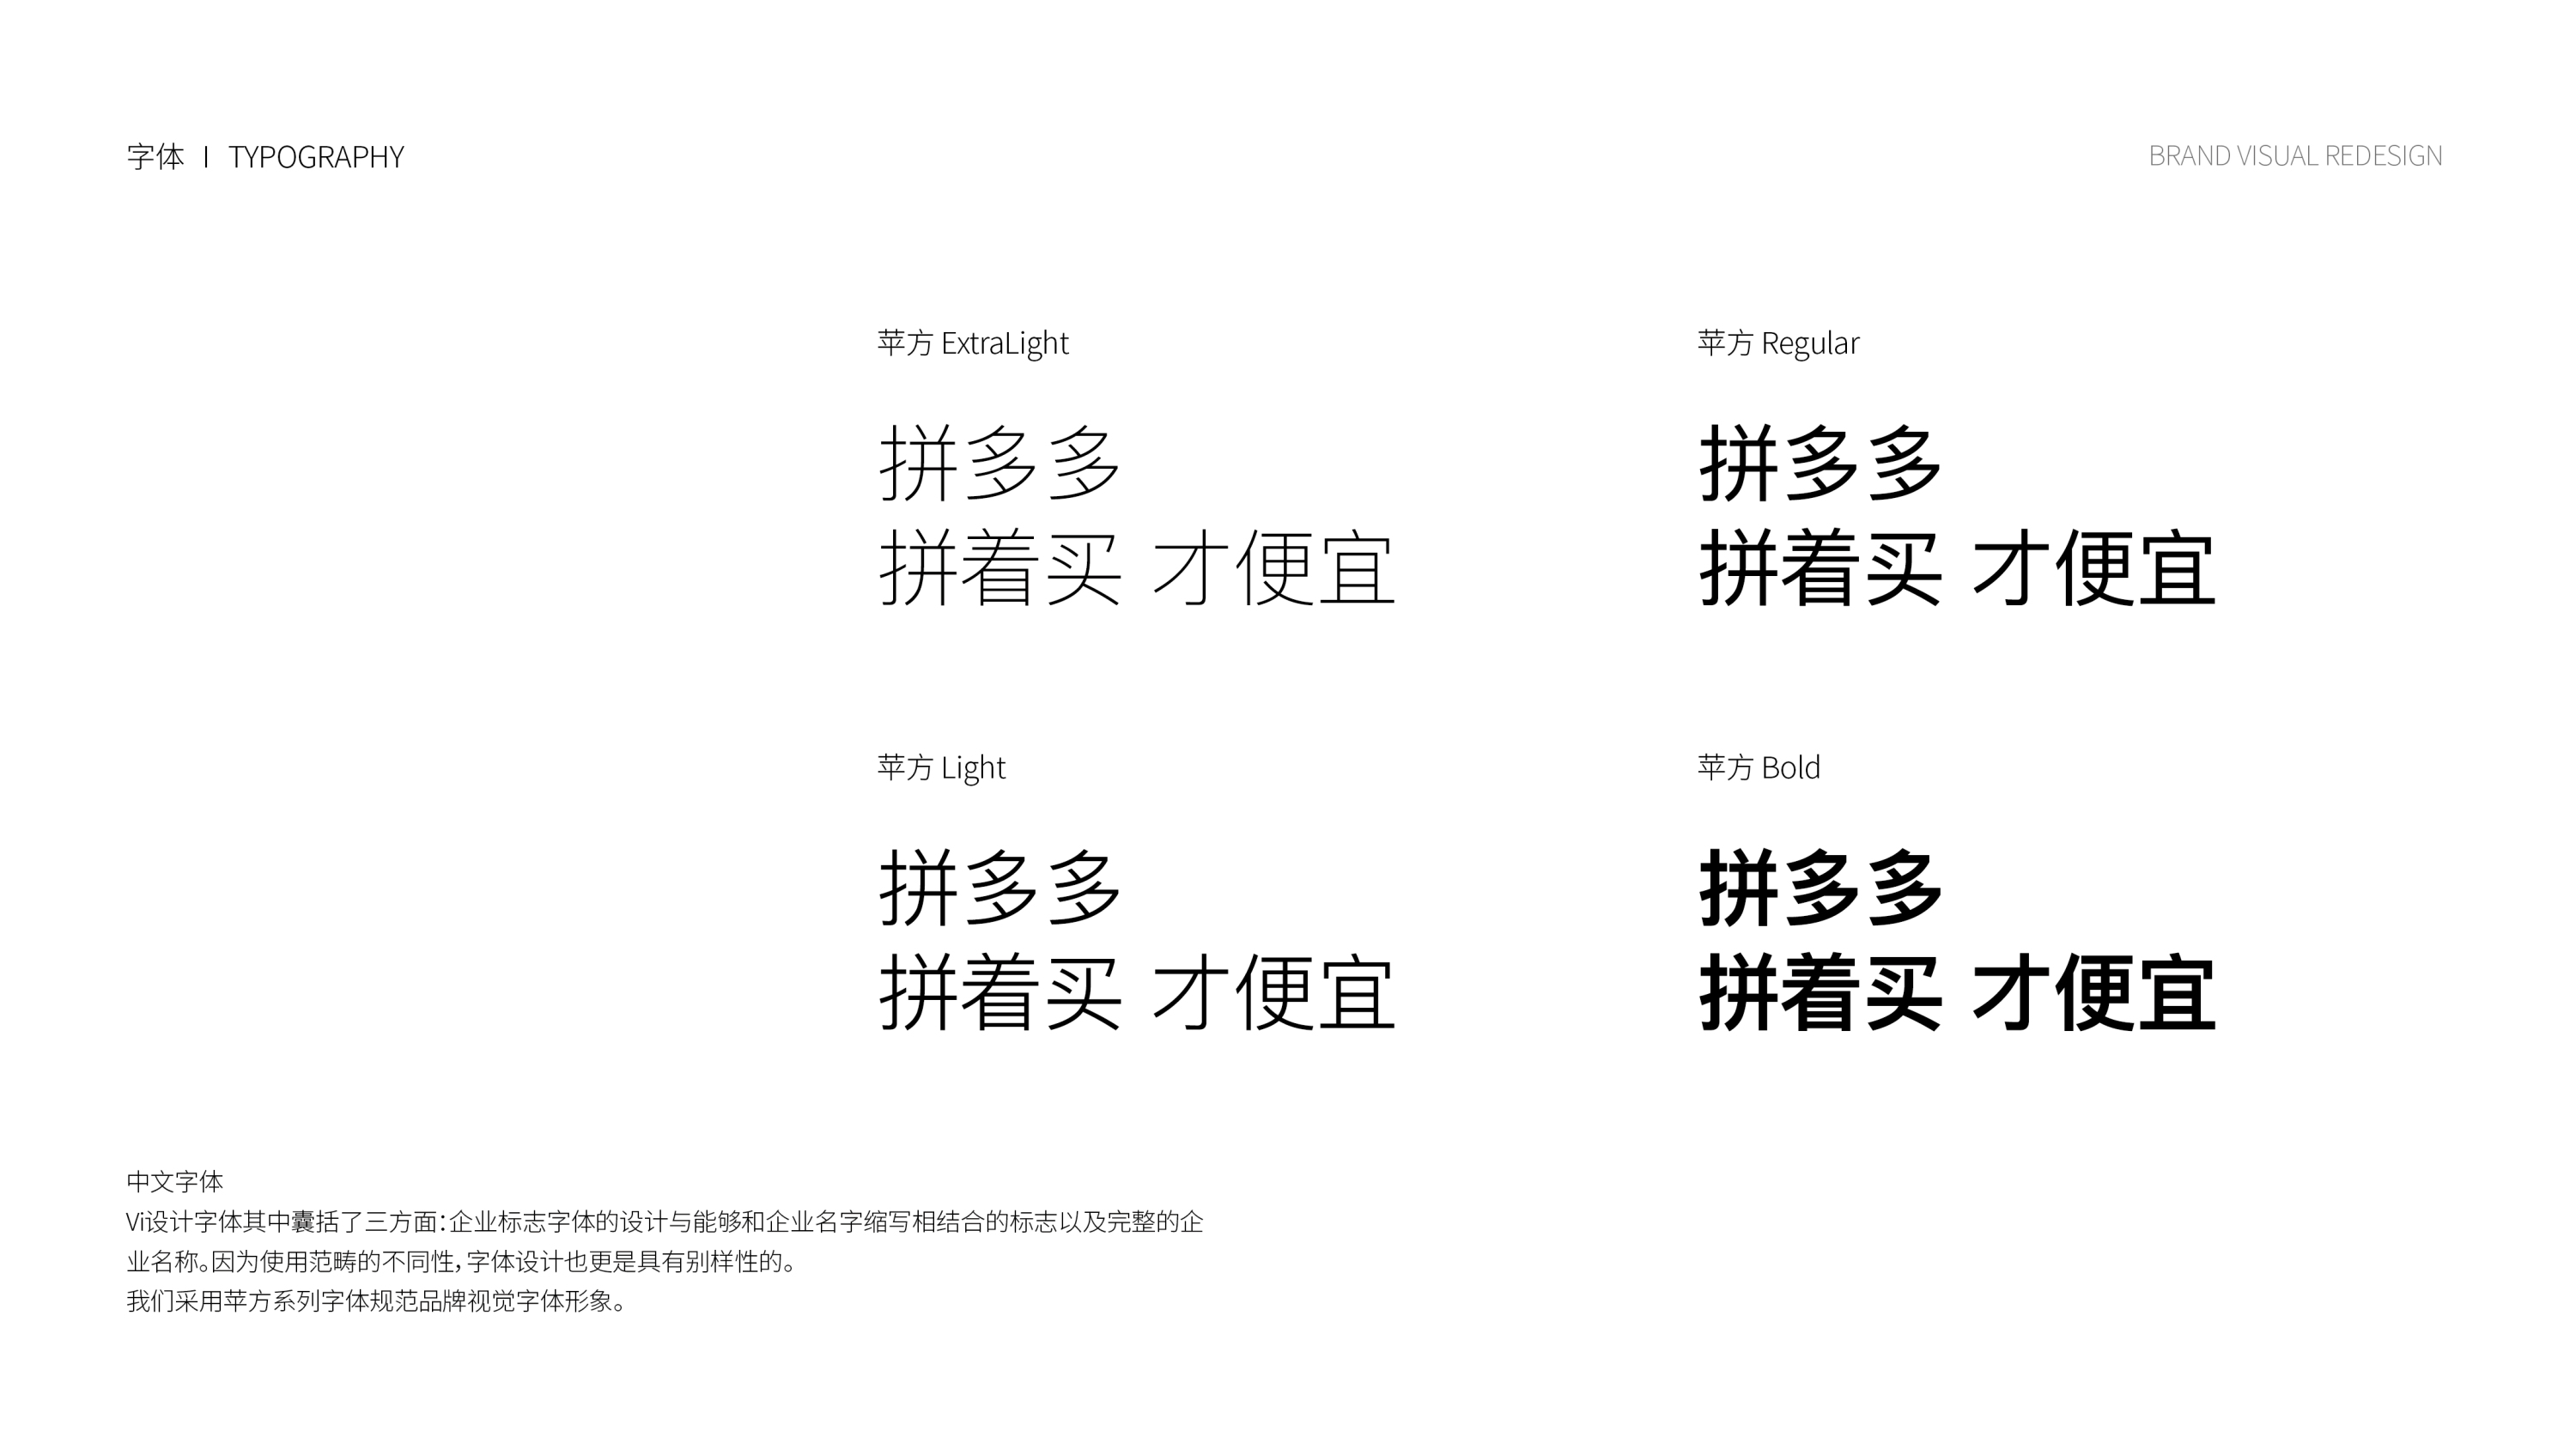 字体 I TYPOGRAPHY
BRAND VISUAL REDESIGN
苹方 ExtraLight
拼多多
拼着买 才便宜
苹方 Regular
拼多多
拼着买 才便宜
苹方 Light
拼多多
拼着买 才便宜
苹方 Bold
拼多多
拼着买 才便宜
中文字体
Vi设计字体其中囊括了三方面：企业标志字体的设计与能够和企业名字缩写相结合的标志以及完整的企
业名称。因为使用范畴的不同性，字体设计也更是具有别样性的。
我们采用苹方系列字体规范品牌视觉字体形象。